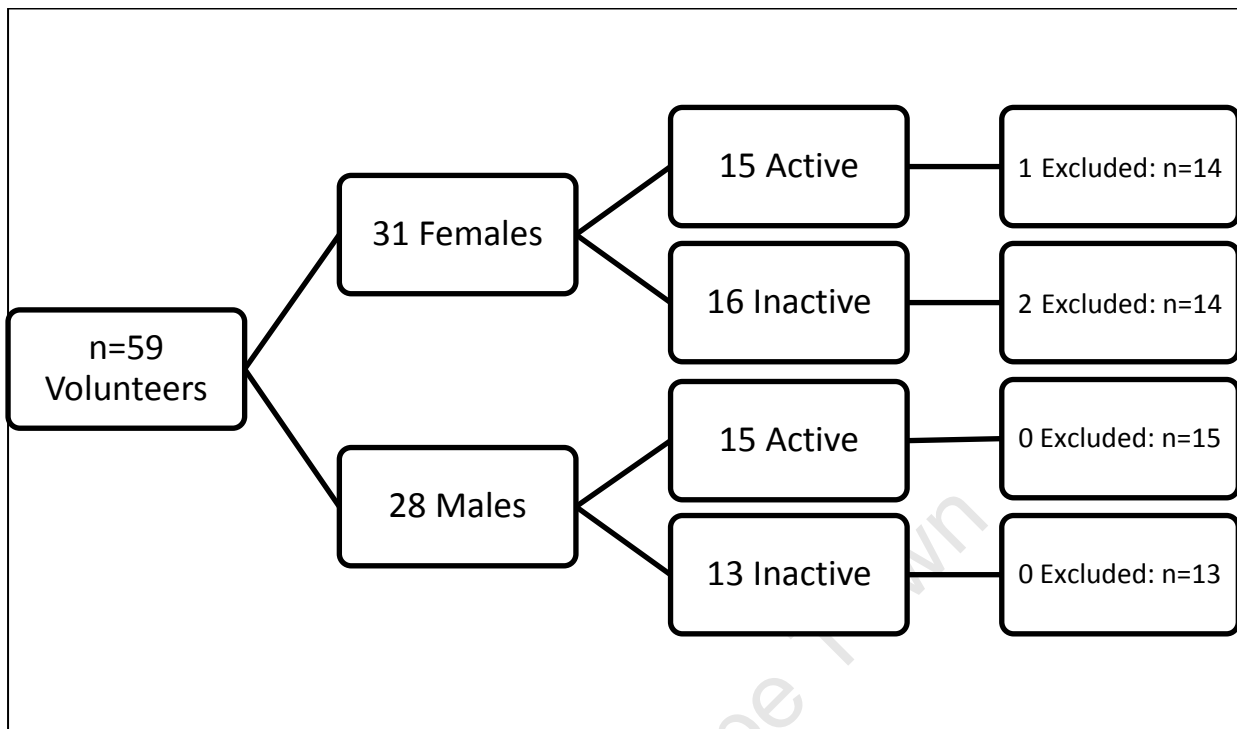 n=59
Volunteers
31 Females
28 Males
15 Active
16 Inactive
15 Active
13 Inactive
1 Excluded: n=14
2 Excluded: n=14
0 Excluded: n=15
0 Excluded: n=13